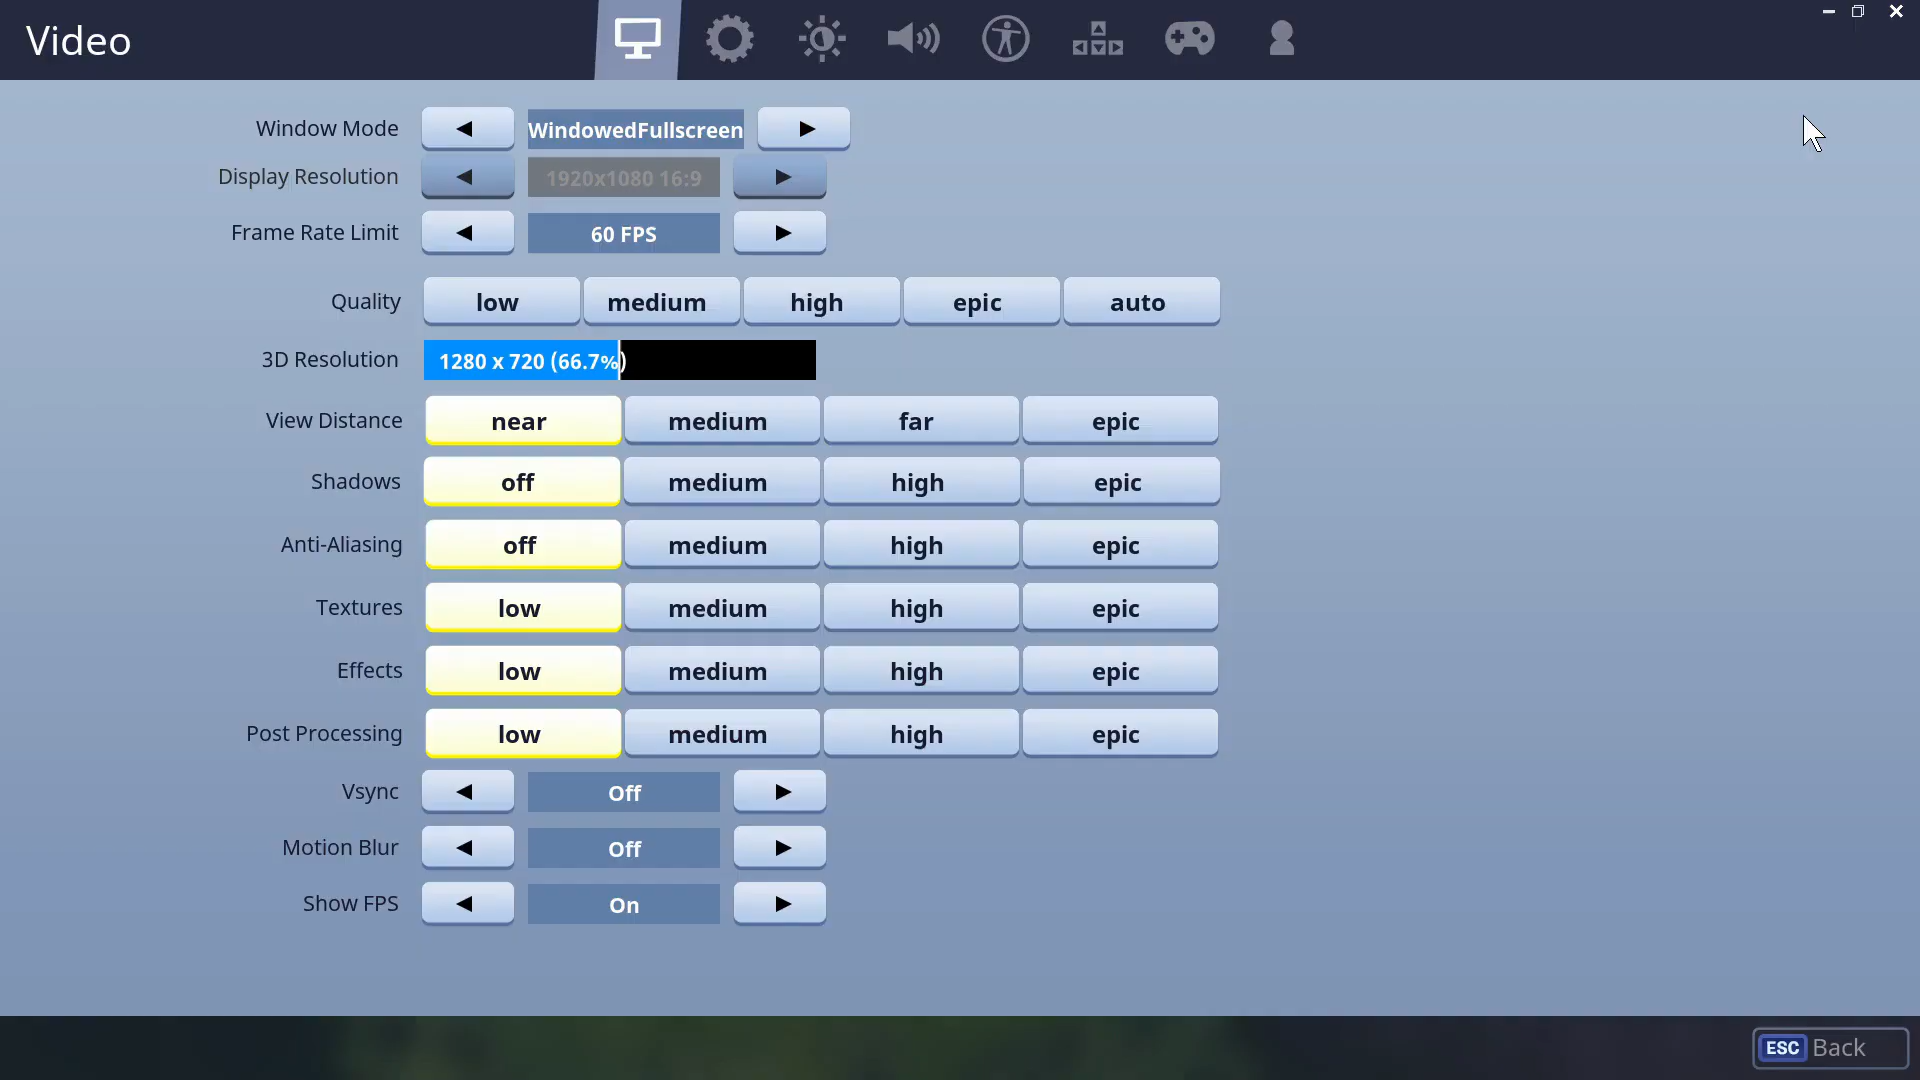 Video
Window Mode WindowedFullscreen
Display Resolution 1920x1080 16:9
Frame Rate Limit 60 FPS
Quality low medium high epic auto
3D Resolution 1280 x 720 (66.7%)
View Distance near medium far epic
Shadows off medium high epic
Anti-Aliasing off medium high epic
Textures low medium high epic
Effects low medium high epic
Post Processing low medium high epic
Vsync Off
Motion Blur Off
Show FPS On
ESC Back